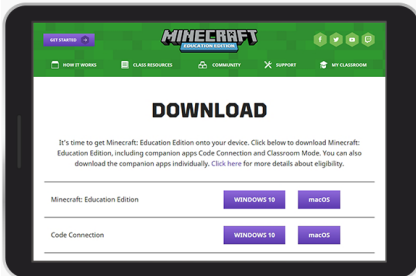 GET STARTED
MINECRAFT
EDUCATION EDITION
HOW IT WORKS
CLASS RESOURCES
COMMUNITY
SUPPORT
MY CLASSROOM
DOWNLOAD
It's time to get Minecraft: Education Edition onto your device. Click below to download Minecraft:
Education Edition, including companion apps Code Connection and Classroom Mode. You can also
download the companion apps individually. Click here for more details about eligibility.
Minecraft: Education Edition WINDOWS 10 macOS
Code Connection WINDOWS 10 macOS